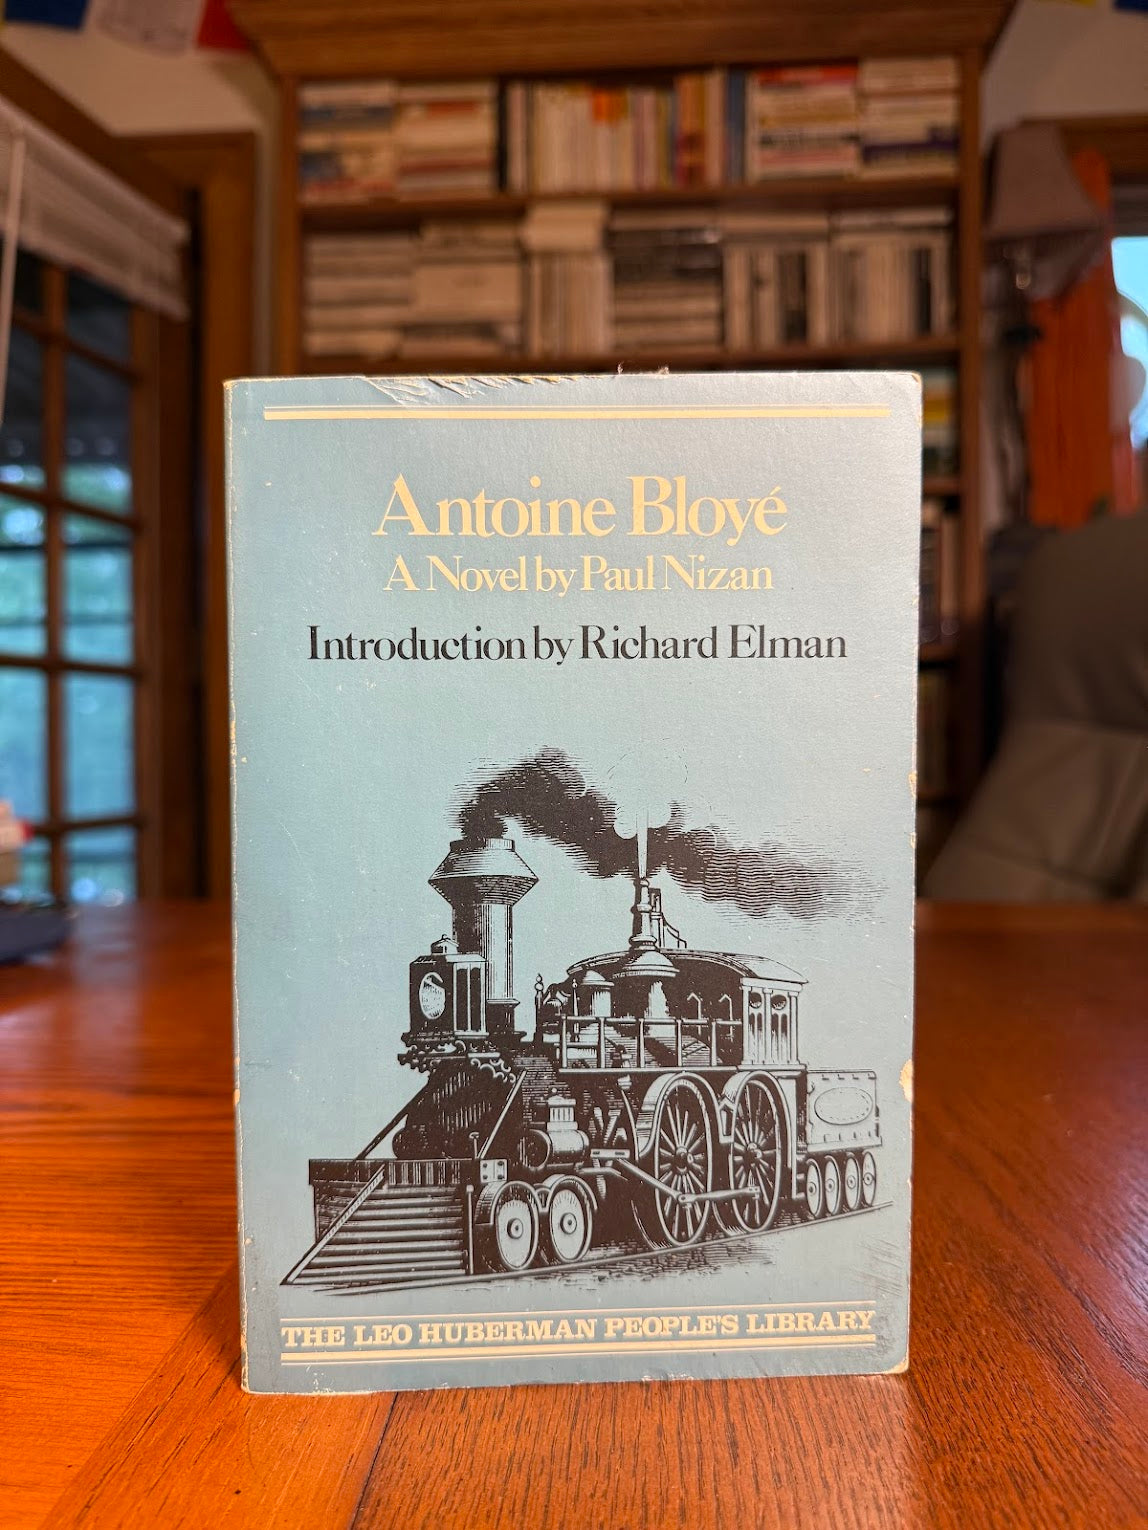 Antoine Bloyé
A Novel by Paul Nizan
Introduction by Richard Elman
THE LEO HUBERMAN PEOPLE'S LIBRARY